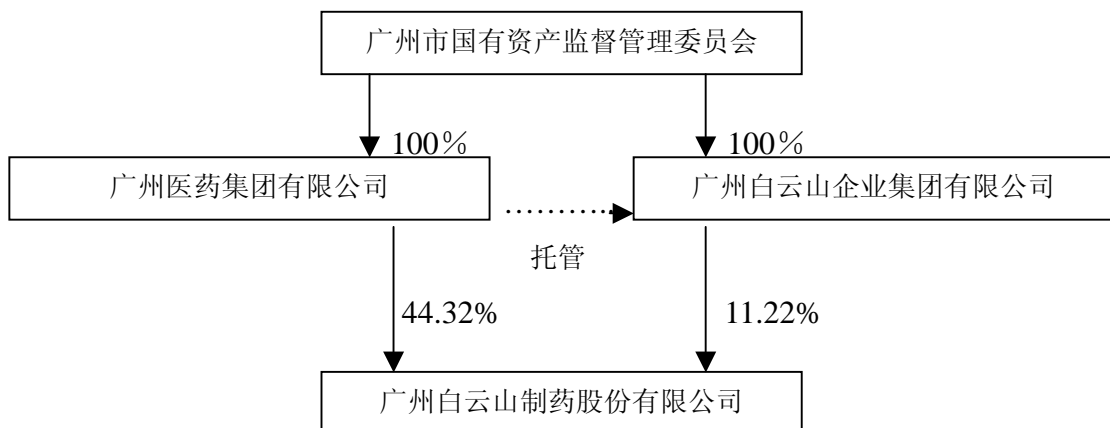 广州市国有资产监督管理委员会
100％
100％
广州医药集团有限公司
广州白云山企业集团有限公司
托管
44.32%
11.22%
广州白云山制药股份有限公司